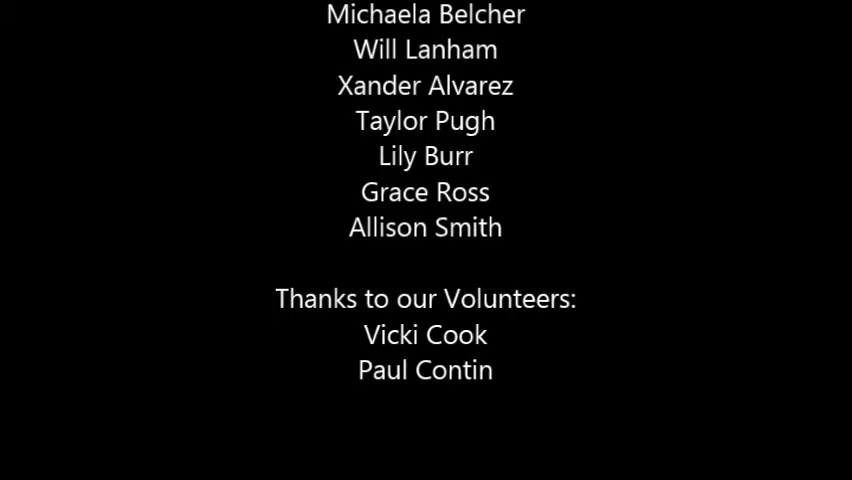 Michaela Belcher
Will Lanham
Xander Alvarez
Taylor Pugh
Lily Burr
Grace Ross
Allison Smith
Thanks to our Volunteers:
Vicki Cook
Paul Contin